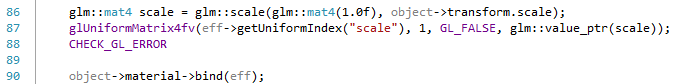 86 glm::mat4 scale = glm::scale(glm::mat4(1.0f), object->transform.scale);
87 glUniformMatrix4fv(eff->getUniformIndex("scale"), 1, GL_FALSE, glm::value_ptr(scale));
88 CHECK_GL_ERROR
89
90 object->material->bind(eff);